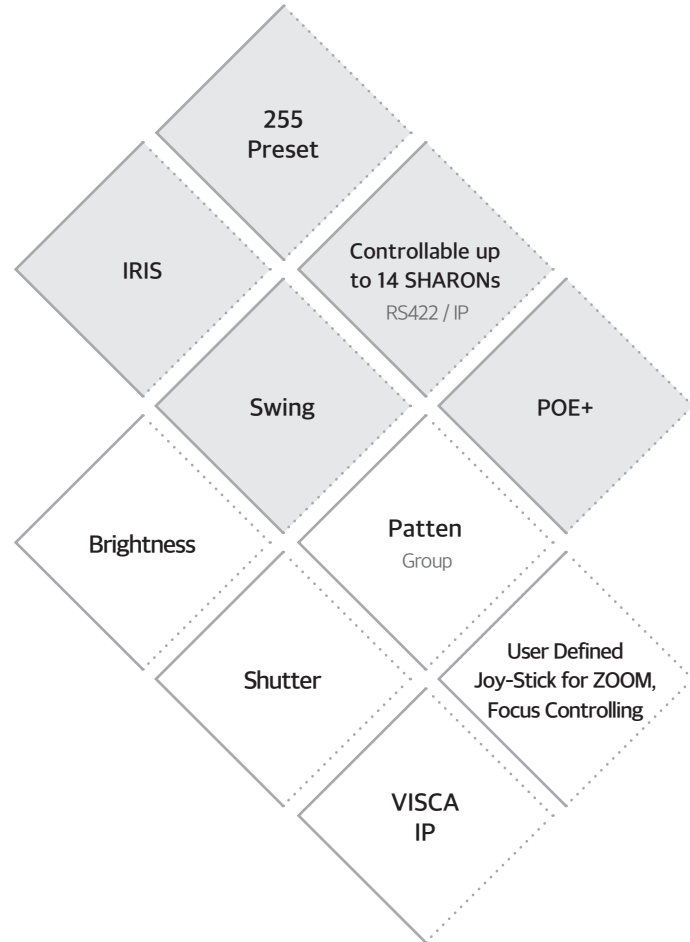 255
Preset
IRIS
Controllable up
to 14 SHARONs
RS422 / IP
Swing
POE+
Brightness
Patten
Group
Shutter
User Defined
Joy-Stick for ZOOM,
Focus Controlling
VISCA
IP